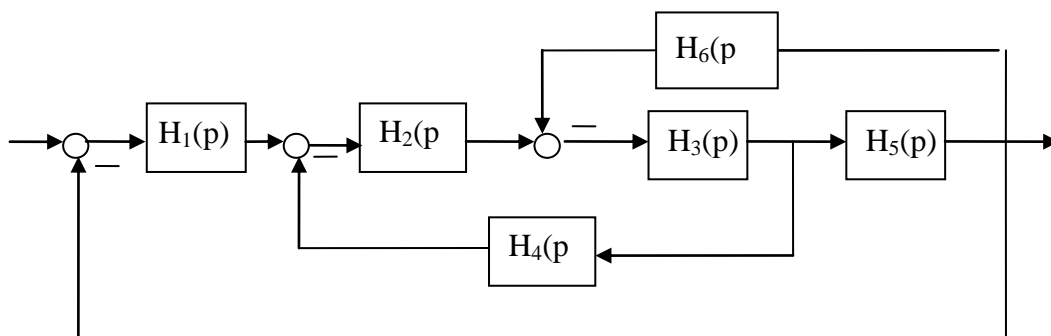 H₆(p
H₁(p)
H₂(p
H₃(p)
H₅(p)
H₄(p